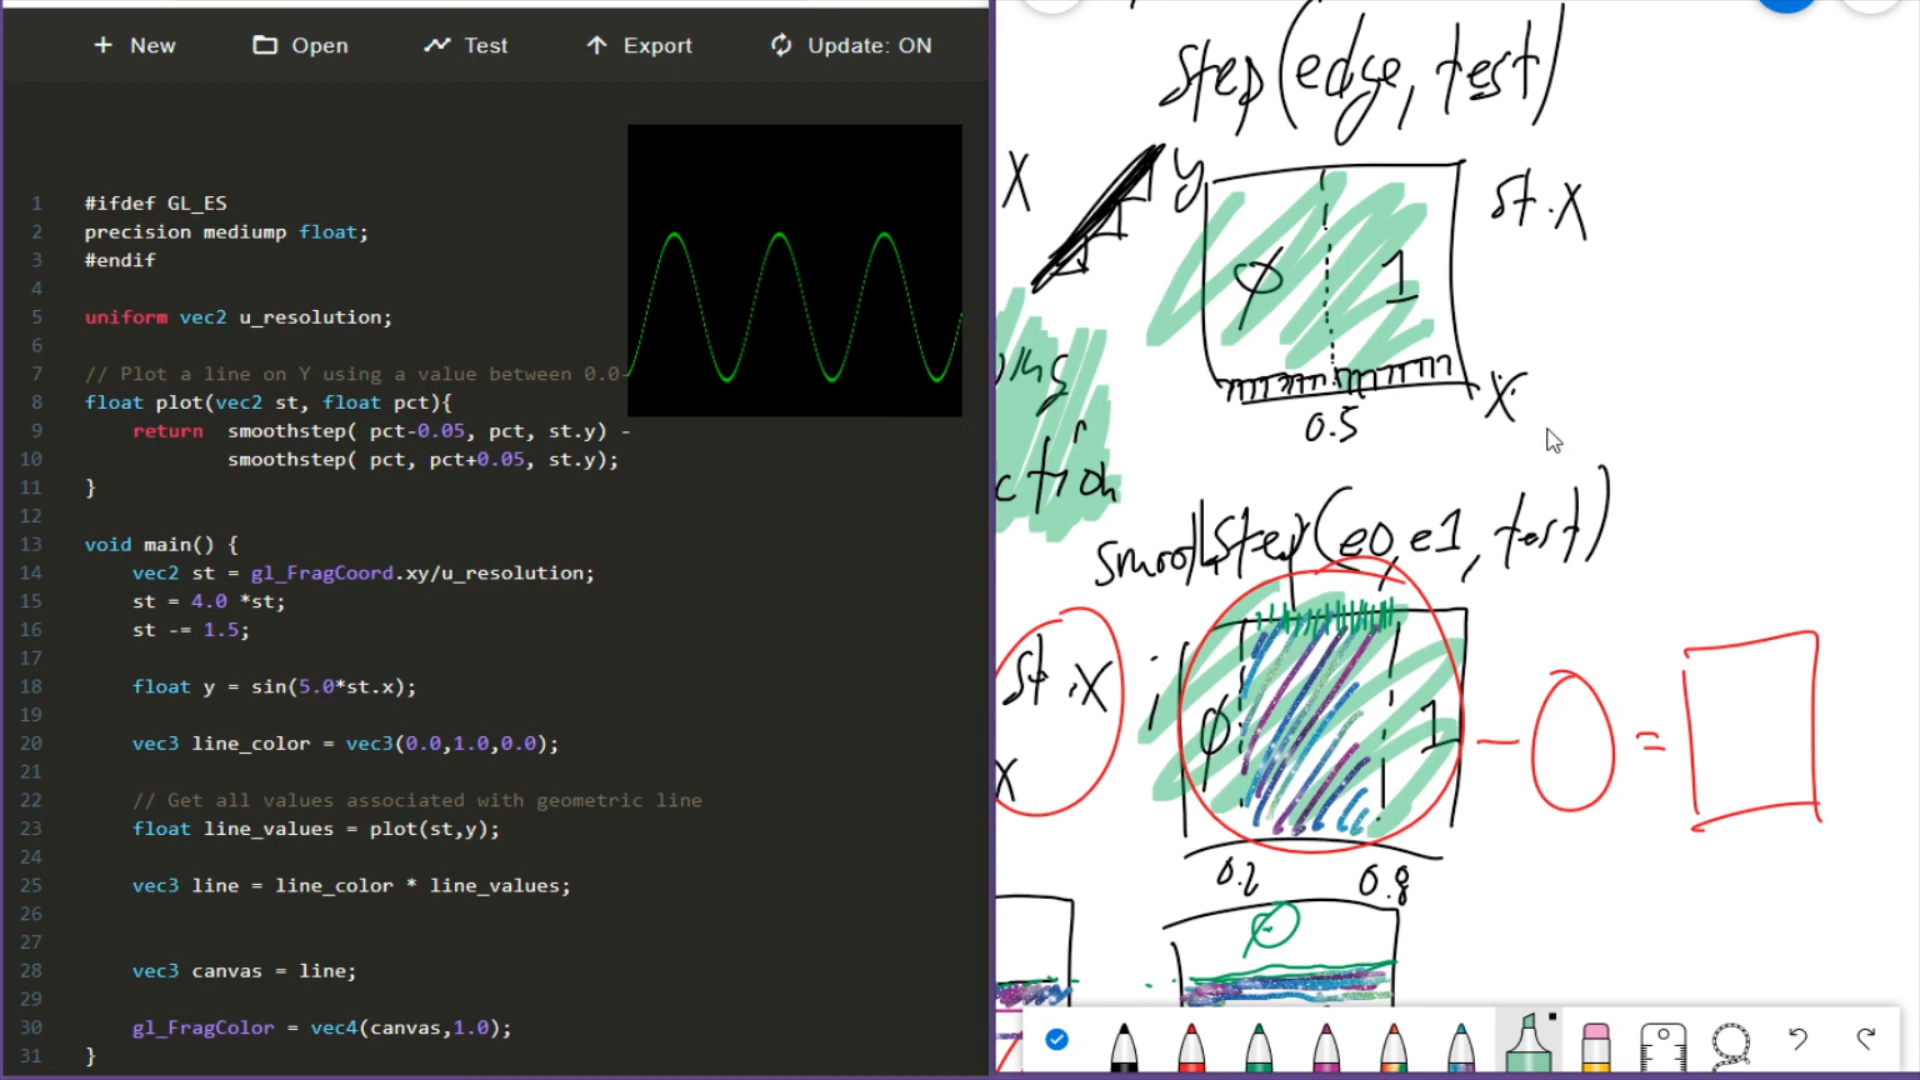 New
Open
Test
Export
Update: ON
1 #ifdef GL_ES
2 precision mediump float;
3 #endif
4
5 uniform vec2 u_resolution;
6
7 // Plot a line on Y using a value between 0.0-
8 float plot(vec2 st, float pct){
9 return smoothstep( pct-0.05, pct, st.y) -
10 smoothstep( pct, pct+0.05, st.y);
11 }
12
13 void main() {
14 vec2 st = gl_FragCoord.xy/u_resolution;
15 st = 4.0 *st;
16 st -= 1.5;
17
18 float y = sin(5.0*st.x);
19
20 vec3 line_color = vec3(0.0,1.0,0.0);
21
22 // Get all values associated with geometric line
23 float line_values = plot(st,y);
24
25 vec3 line = line_color * line_values;
26
27
28 vec3 canvas = line;
29
30 gl_FragColor = vec4(canvas,1.0);
31 }
step(edge, test)
X
y
st.x
0 1
X
0.5
ction
smoothstep(e0,e1, test)
st.x
0 1
- 0 =
X
0.2 0.8
0